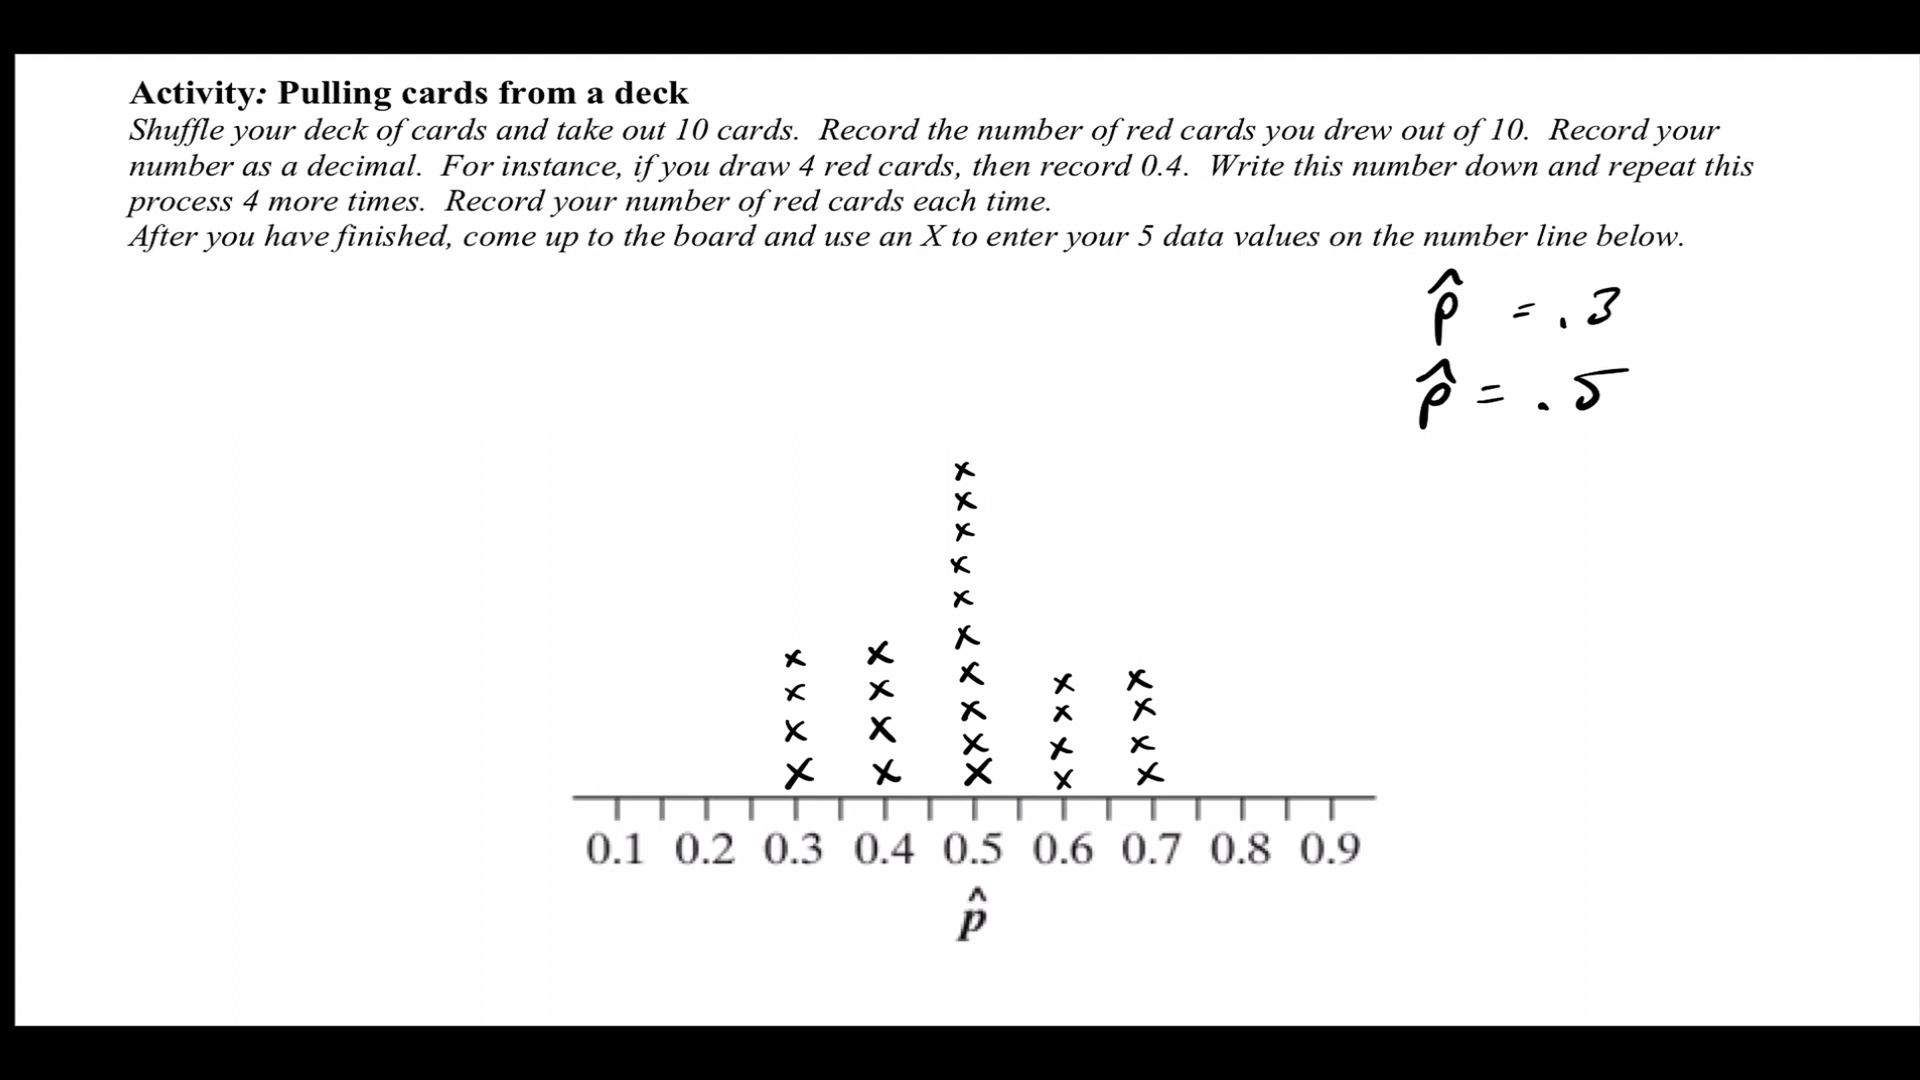 Activity: Pulling cards from a deck
Shuffle your deck of cards and take out 10 cards. Record the number of red cards you drew out of 10. Record your
number as a decimal. For instance, if you draw 4 red cards, then record 0.4. Write this number down and repeat this
process 4 more times. Record your number of red cards each time.
After you have finished, come up to the board and use an X to enter your 5 data values on the number line below.
p̂ = .3
p̂ = .5
x
x
x
x
x
x
x x x
x x x x x
x x x x x
x x x x x
x x x x x
0.1 0.2 0.3 0.4 0.5 0.6 0.7 0.8 0.9
p̂